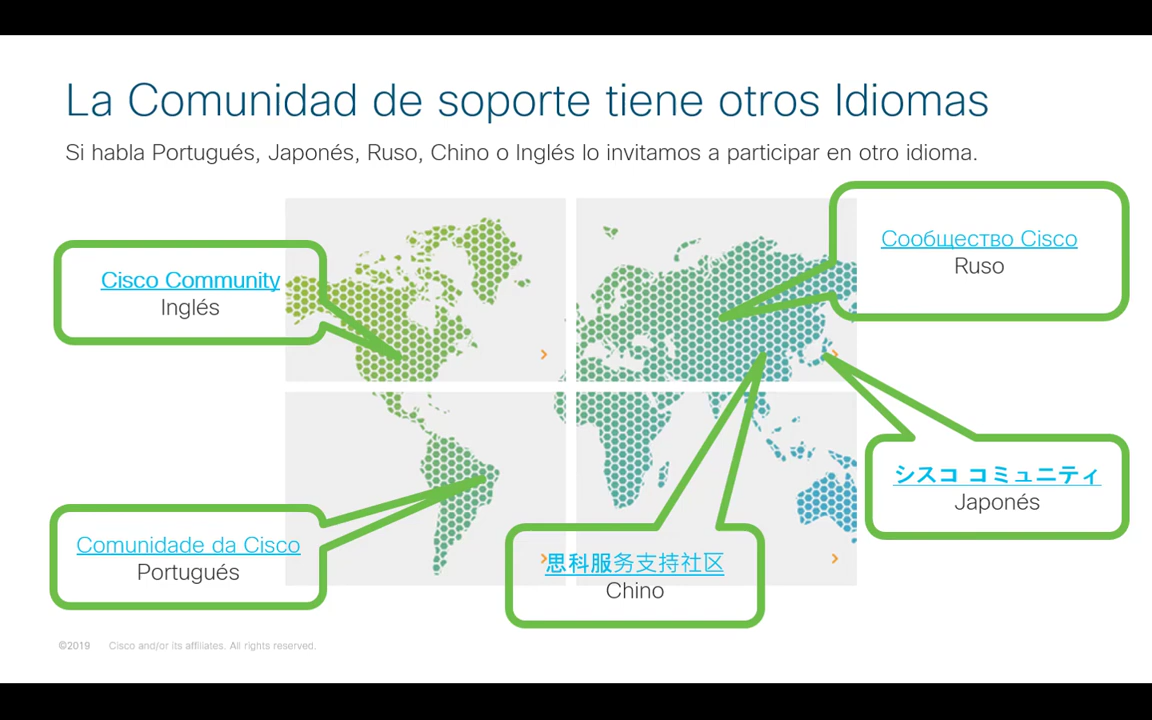 La Comunidad de soporte tiene otros Idiomas
Si habla Portugués, Japonés, Ruso, Chino o Inglés lo invitamos a participar en otro idioma.
Cisco Community
Inglés
Сообщество Cisco
Ruso
シスコ コミュニティ
Japonés
Comunidade da Cisco
Portugués
思科服务支持社区
Chino
©2019 Cisco and/or its affiliates. All rights reserved.